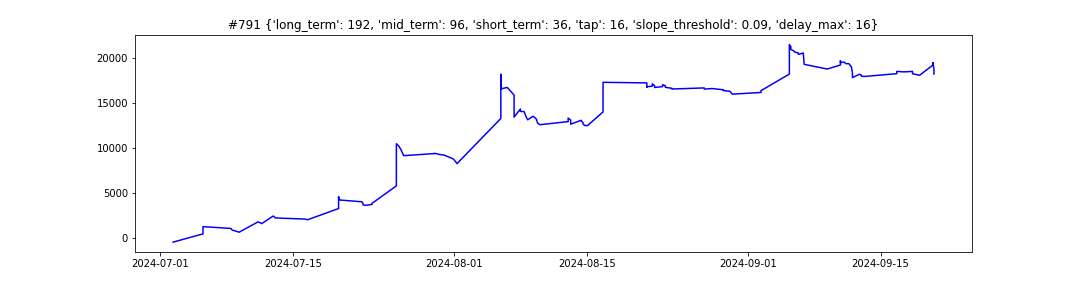 #791 {'long_term': 192, 'mid_term': 96, 'short_term': 36, 'tap': 16, 'slope_threshold': 0.09, 'delay_max': 16}
20000
15000
10000
5000
0
2024-07-01 2024-07-15 2024-08-01 2024-08-15 2024-09-01 2024-09-15